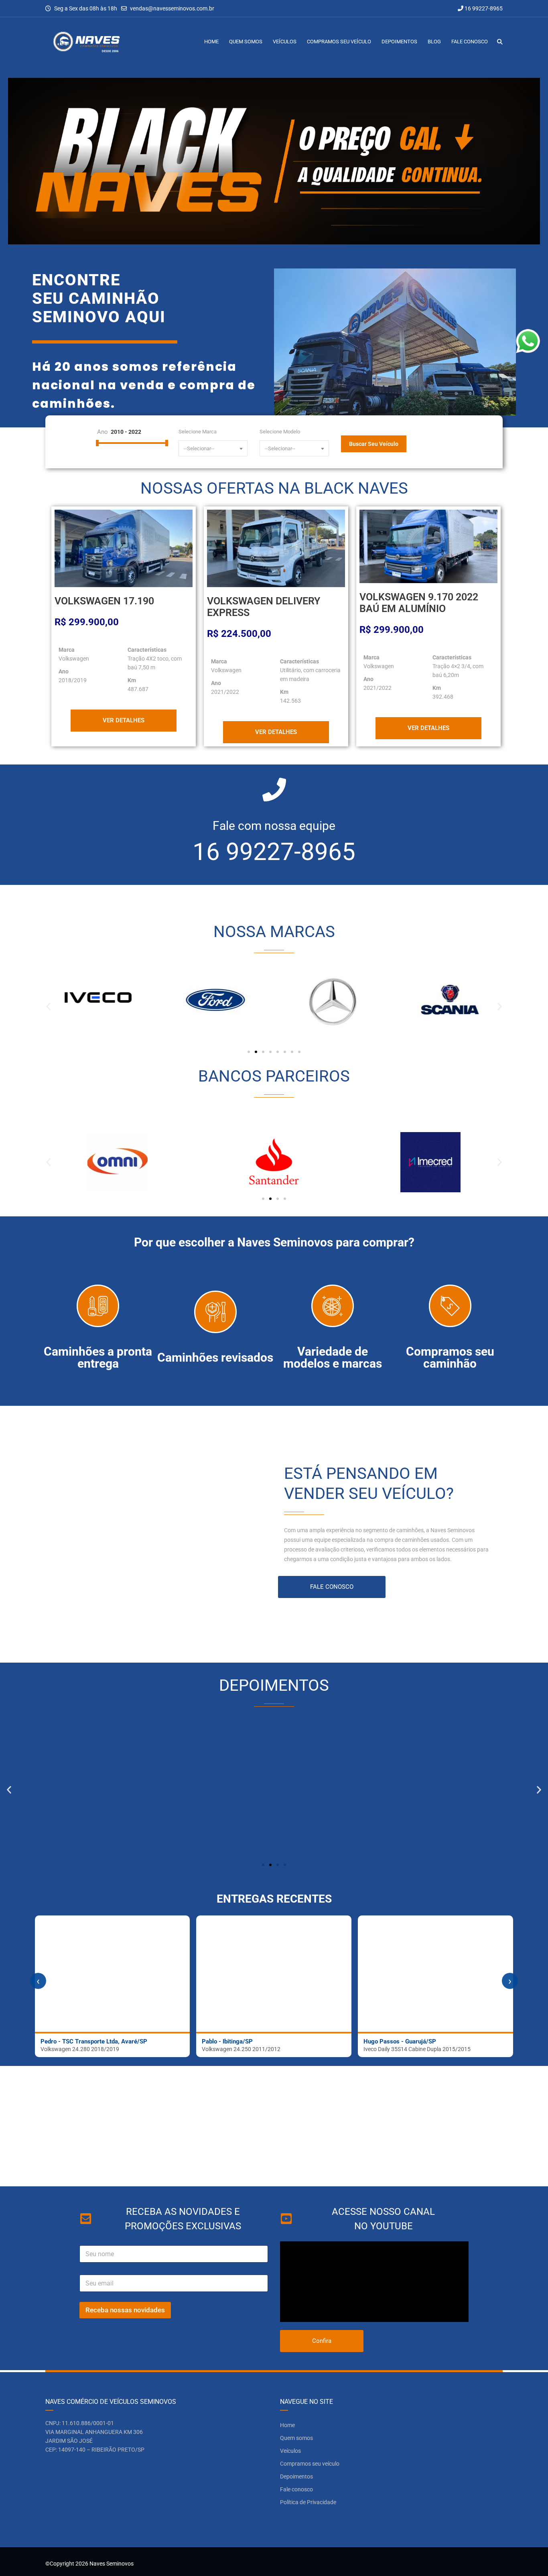 Seg a Sex das 08h às 18h vendas@navesseminovos.com.br
16 99227-8965
NAVES
HOME QUEM SOMOS VEÍCULOS COMPRAMOS SEU VEÍCULO DEPOIMENTOS BLOG FALE CONOSCO
BLACK
NAVES
O PREÇO CAI.
A QUALIDADE CONTINUA.
ENCONTRE
SEU CAMINHÃO
SEMINOVO AQUI
Há 20 anos somos referência
nacional na venda e compra de
caminhões.
NAVES
Ano: 2010 - 2022
Selecione Marca
--Selecionar--
Selecione Modelo
--Selecionar--
Buscar Seu Veículo
NOSSAS OFERTAS NA BLACK NAVES
VOLKSWAGEN 17.190
R$ 299.900,00
Marca
Volkswagen
Ano
2018/2019
Características
Tração 4X2 toco, com
baú 7,50 m
Km
487.687
VER DETALHES
VOLKSWAGEN DELIVERY
EXPRESS
R$ 224.500,00
Marca
Volkswagen
Ano
2021/2022
Características
Utilitário, com carroceria
em madeira
Km
142.563
VER DETALHES
VOLKSWAGEN 9.170 2022
BAÚ EM ALUMÍNIO
R$ 299.900,00
Marca
Volkswagen
Ano
2021/2022
Características
Tração 4×2 3/4, com
baú 6,20m
Km
392.468
VER DETALHES
Fale com nossa equipe
16 99227-8965
NOSSA MARCAS
IVECO
Ford
SCANIA
BANCOS PARCEIROS
omni
Santander
Imecred
Por que escolher a Naves Seminovos para comprar?
Caminhões a pronta
entrega
Caminhões revisados
Variedade de
modelos e marcas
Compramos seu
caminhão
ESTÁ PENSANDO EM
VENDER SEU VEÍCULO?
Com uma ampla experiência no segmento de caminhões, a Naves Seminovos
possui uma equipe especializada na compra de caminhões usados. Com um
processo de avaliação criterioso, verificamos todos os elementos necessários para
chegarmos a uma condição justa e vantajosa para ambos os lados.
FALE CONOSCO
DEPOIMENTOS
ENTREGAS RECENTES
Pedro - TSC Transporte Ltda, Avaré/SP
Volkswagen 24.280 2018/2019
Pablo - Ibitinga/SP
Volkswagen 24.250 2011/2012
Hugo Passos - Guarujá/SP
Iveco Daily 35S14 Cabine Dupla 2015/2015
RECEBA AS NOVIDADES E
PROMOÇÕES EXCLUSIVAS
Seu nome
Seu email
Receba nossas novidades
ACESSE NOSSO CANAL
NO YOUTUBE
Confira
NAVES COMÉRCIO DE VEÍCULOS SEMINOVOS
CNPJ: 11.610.886/0001-01
VIA MARGINAL ANHANGUERA KM 306
JARDIM SÃO JOSÉ
CEP: 14097-140 – RIBEIRÃO PRETO/SP
NAVEGUE NO SITE
Home
Quem somos
Veículos
Compramos seu veículo
Depoimentos
Fale conosco
Política de Privacidade
©Copyright 2026 Naves Seminovos